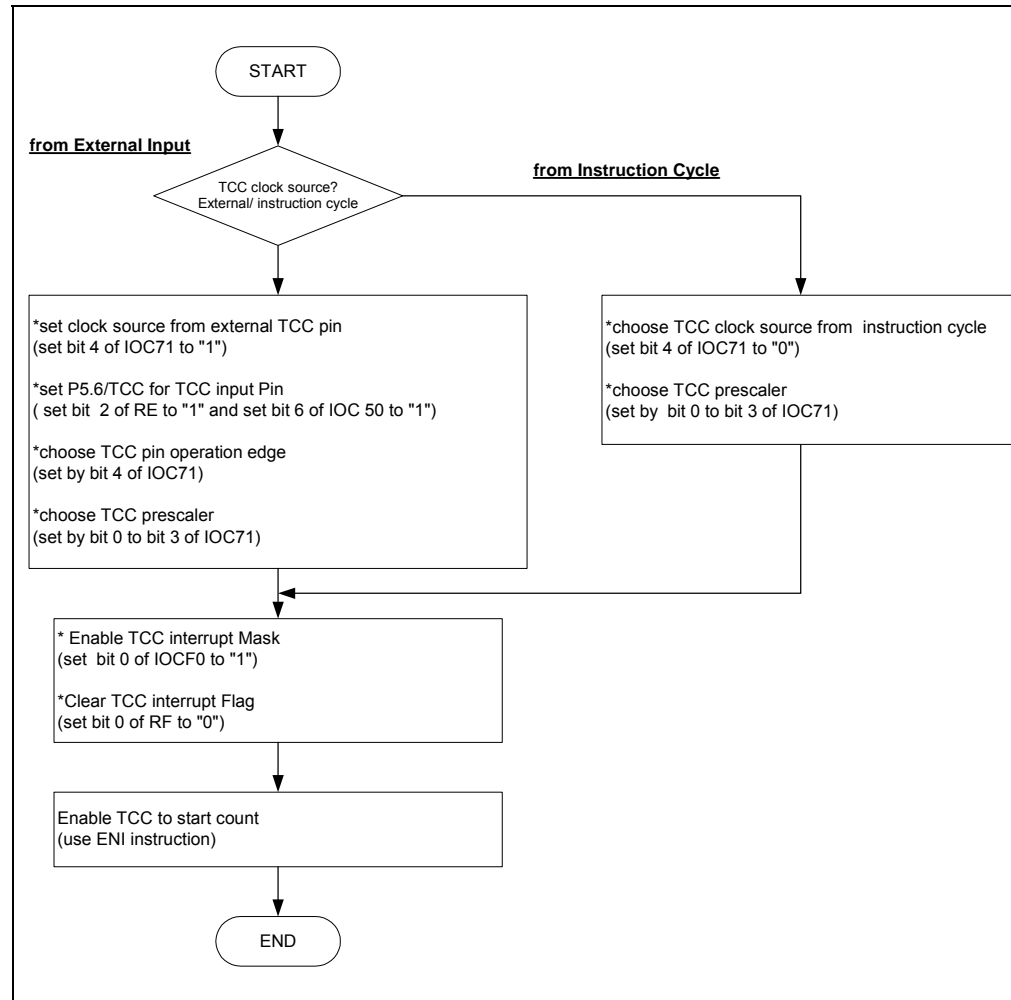 START
from External Input
from Instruction Cycle
TCC clock source?
External/ instruction cycle
*set clock source from external TCC pin
(set bit 4 of IOC71 to "1")
*set P5.6/TCC for TCC input Pin
( set bit  2 of RE to "1" and set bit 6 of IOC 50 to "1")
*choose TCC pin operation edge
(set by bit 4 of IOC71)
*choose TCC prescaler
(set by bit 0 to bit 3 of IOC71)
*choose TCC clock source from  instruction cycle
(set bit 4 of IOC71 to "0")
*choose TCC prescaler
(set by  bit 0 to bit 3 of IOC71)
* Enable TCC interrupt Mask
(set  bit 0 of IOCF0 to "1")
*Clear TCC interrupt Flag
(set bit 0 of RF to "0")
Enable TCC to start count
(use ENI instruction)
END